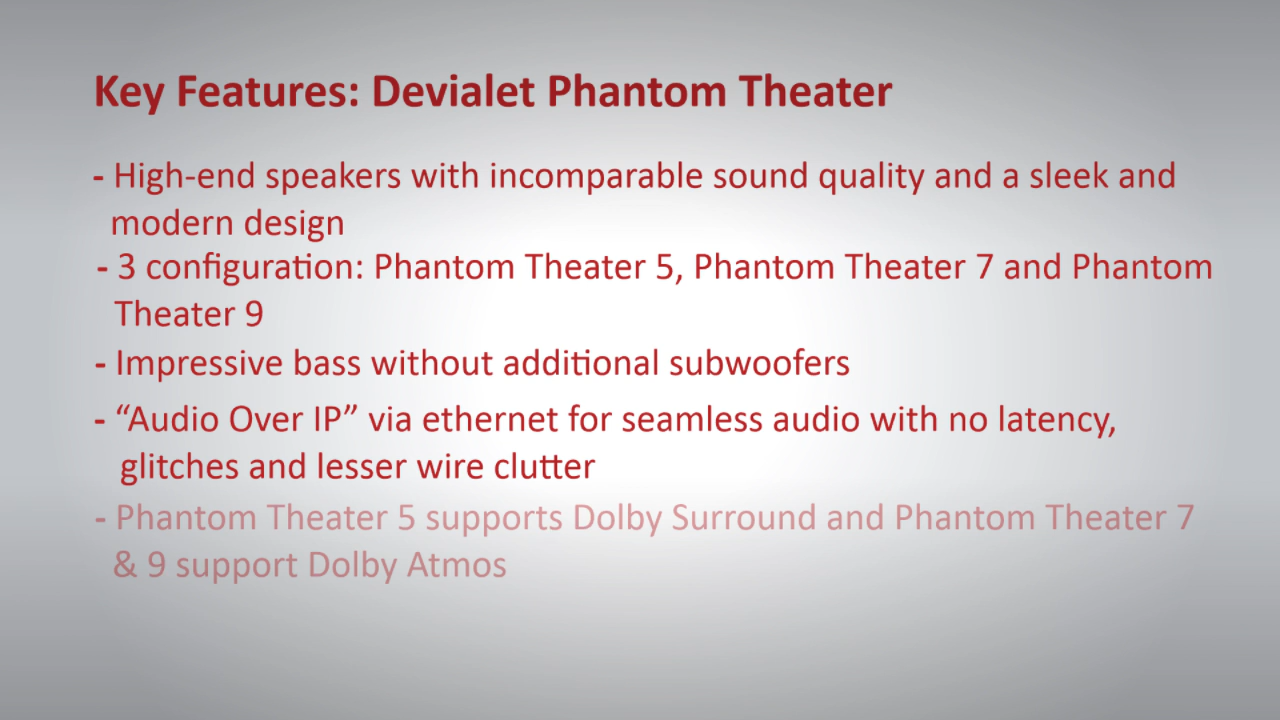 Key Features: Devialet Phantom Theater
- High-end speakers with incomparable sound quality and a sleek and
modern design
- 3 configuration: Phantom Theater 5, Phantom Theater 7 and Phantom
Theater 9
- Impressive bass without additional subwoofers
- “Audio Over IP” via ethernet for seamless audio with no latency,
glitches and lesser wire clutter
- Phantom Theater 5 supports Dolby Surround and Phantom Theater 7
& 9 support Dolby Atmos